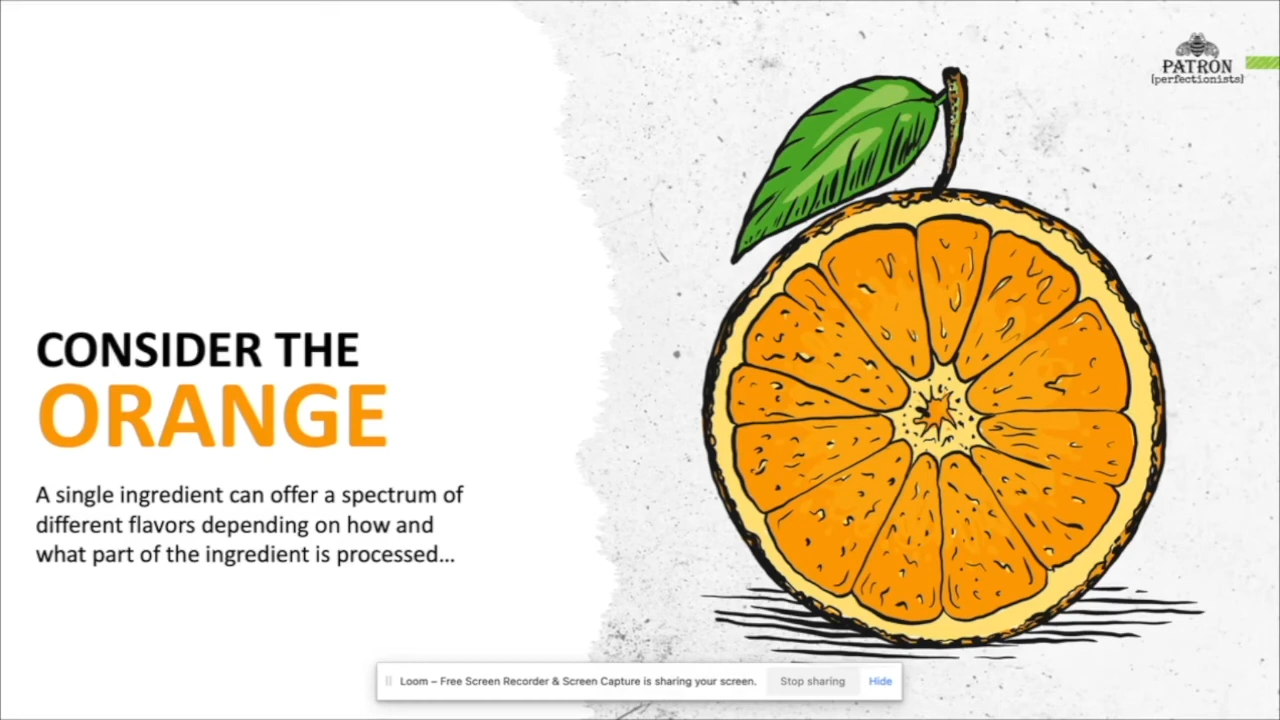 PATRON
{perfectionists}
CONSIDER THE
ORANGE
A single ingredient can offer a spectrum of
different flavors depending on how and
what part of the ingredient is processed...
Loom – Free Screen Recorder & Screen Capture is sharing your screen. Stop sharing Hide